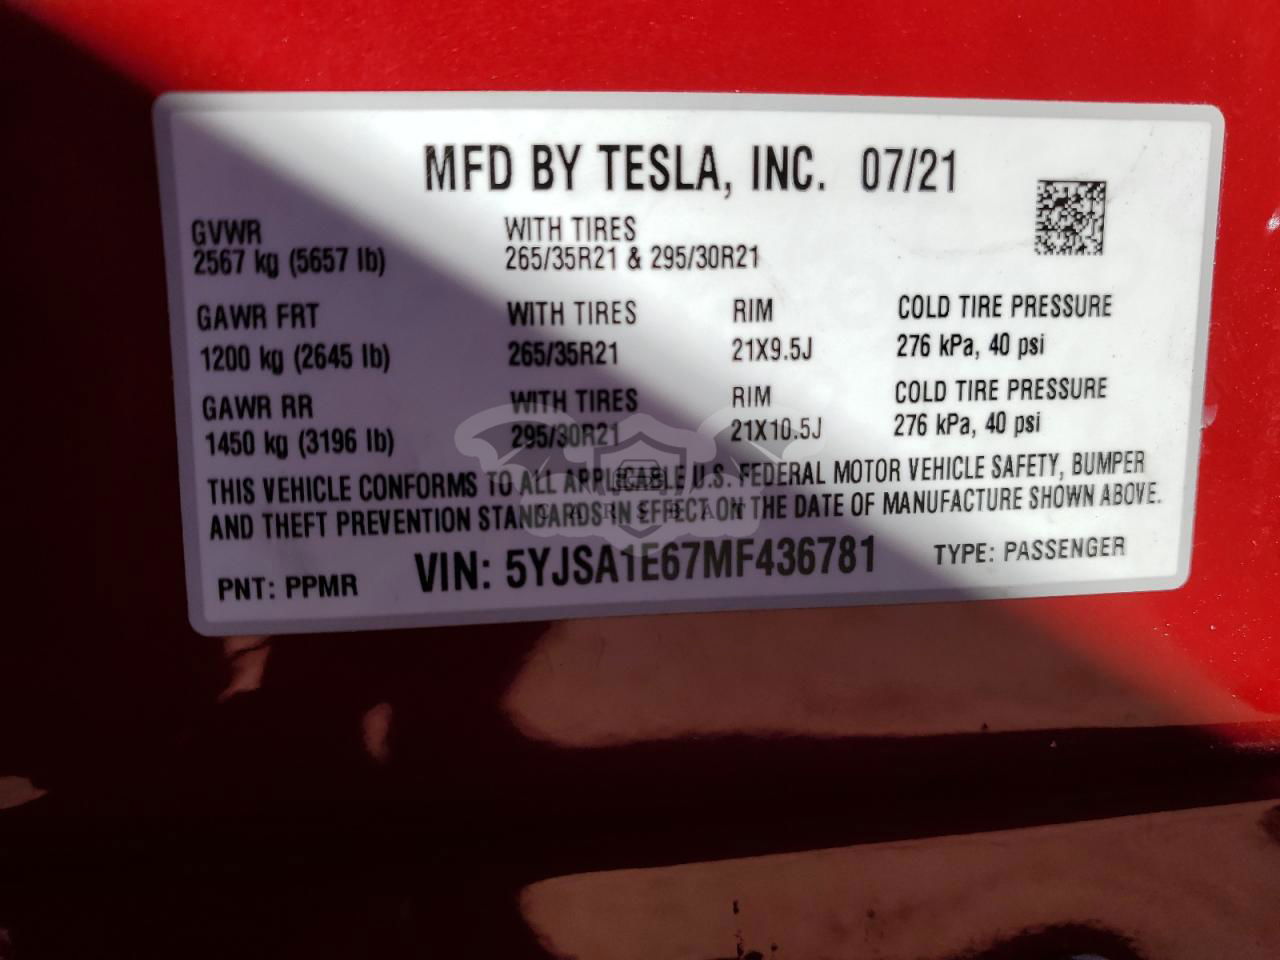 MFD BY TESLA, INC. 07/21
GVWR WITH TIRES
2567 kg (5657 lb) 265/35R21 & 295/30R21
GAWR FRT WITH TIRES RIM COLD TIRE PRESSURE
1200 kg (2645 lb) 265/35R21 21X9.5J 276 kPa, 40 psi
GAWR RR WITH TIRES RIM COLD TIRE PRESSURE
1450 kg (3196 lb) 295/30R21 21X10.5J 276 kPa, 40 psi
THIS VEHICLE CONFORMS TO ALL APPLICABLE U.S. FEDERAL MOTOR VEHICLE SAFETY, BUMPER
AND THEFT PREVENTION STANDARDS IN EFFECT ON THE DATE OF MANUFACTURE SHOWN ABOVE.
PNT: PPMR VIN: 5YJSA1E67MF436781 TYPE: PASSENGER